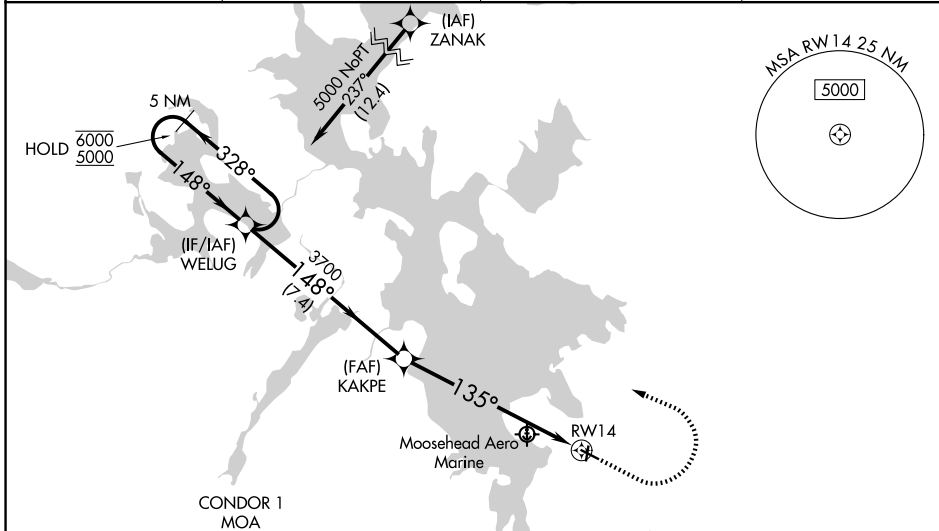 (IAF)
ZANAK
5000 NoPT
237°
(12.4)
MSA RW14 25 NM
5000
5 NM
HOLD 6000
5000
328°
148°
(IF/IAF)
WELUG
3700
148°
(7.4)
(FAF)
KAKPE
135°
RW14
Moosehead Aero
Marine
CONDOR 1
MOA